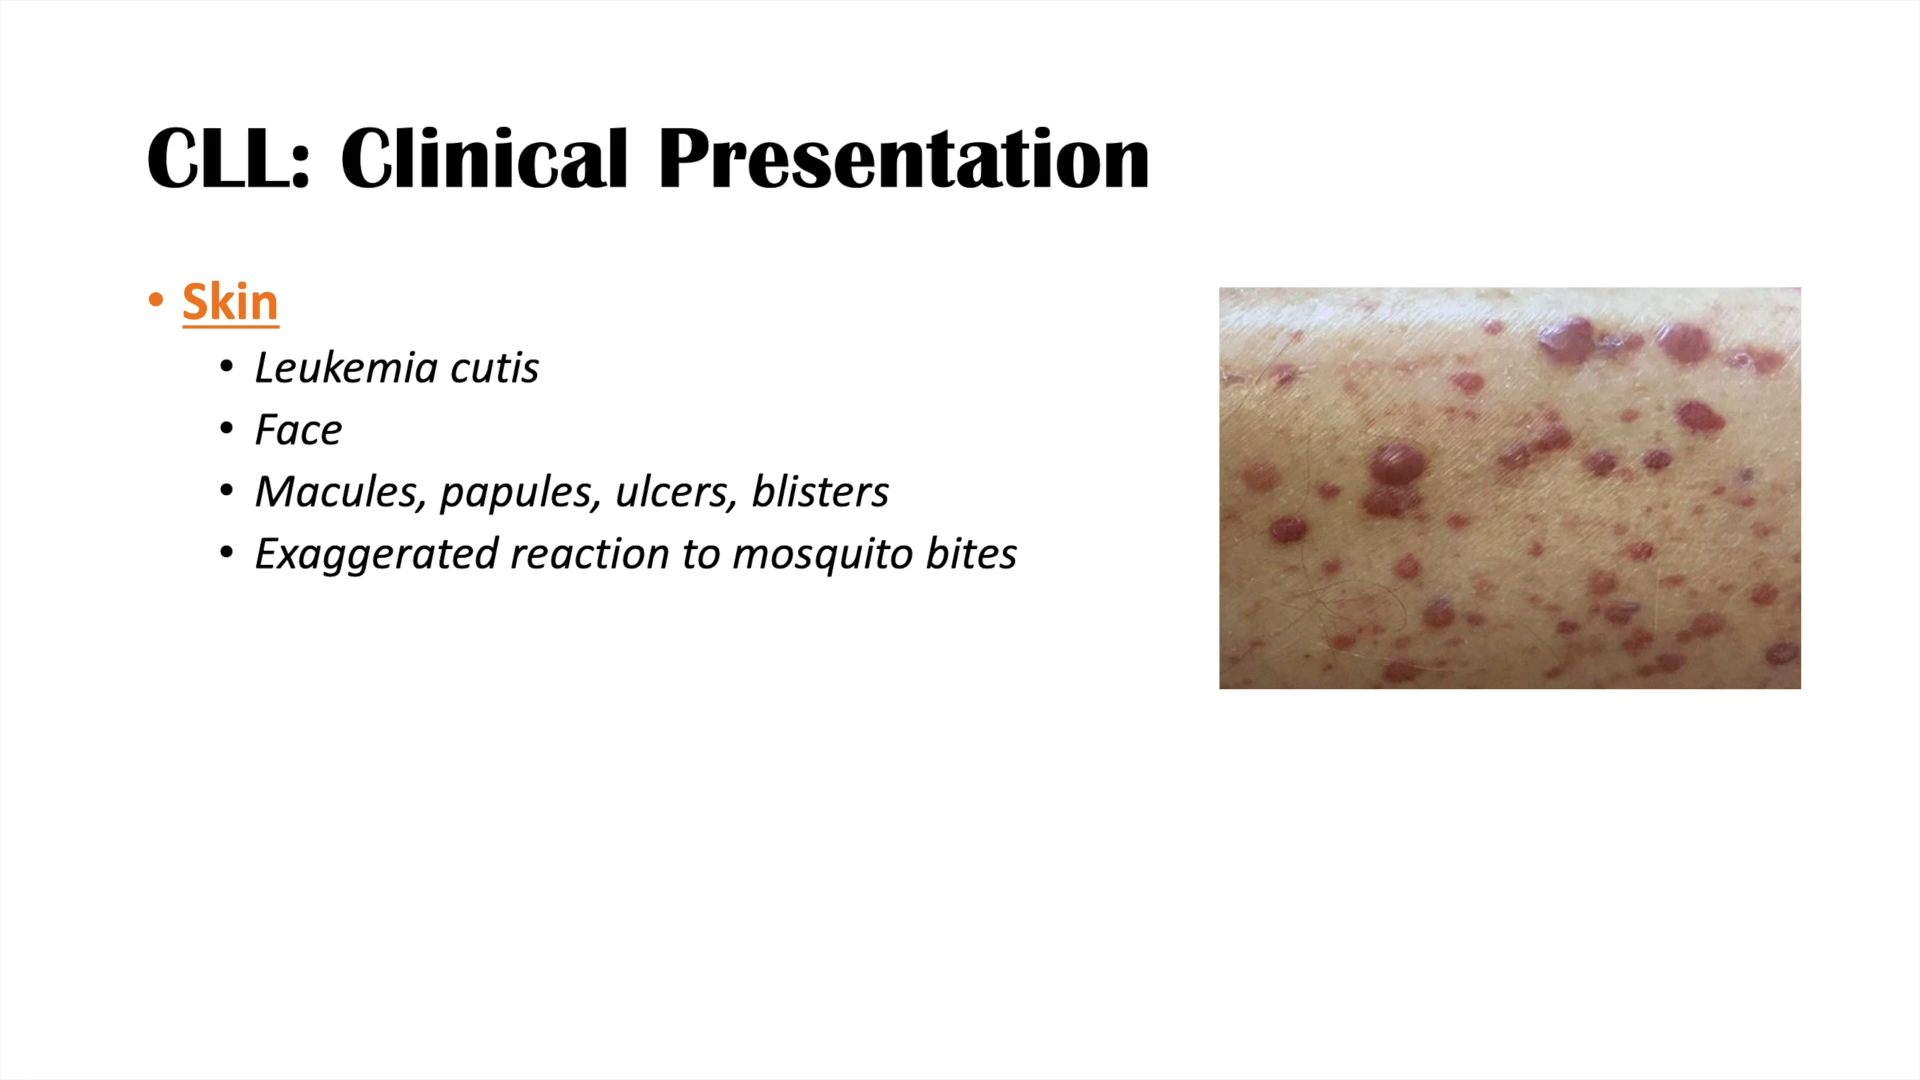 CLL: Clinical Presentation
• Skin
• Leukemia cutis
• Face
• Macules, papules, ulcers, blisters
• Exaggerated reaction to mosquito bites